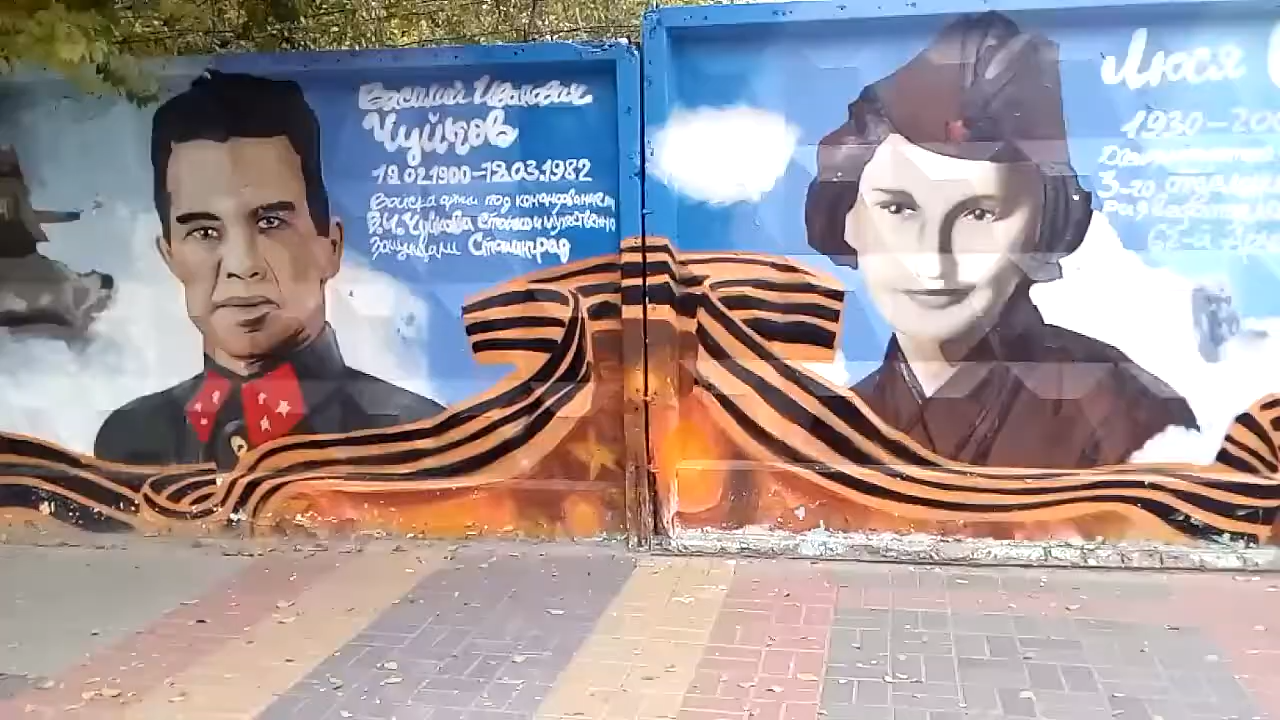 Василий Иванович
Чуйков
12.02.1900-18.03.1982
Войска армии под командованием
В.И. Чуйкова стойко и мужественно
защищали Сталинград
Люся
1930-200
3-го отделения
62-й Арм